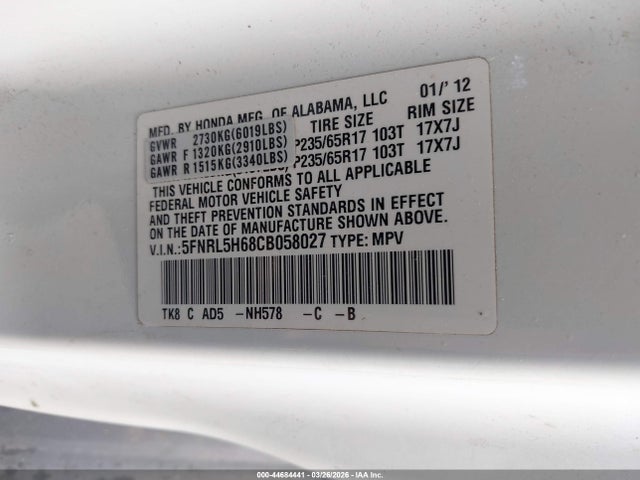 MFD. BY HONDA MFG. OF ALABAMA, LLC 01/' 12
TIRE SIZE RIM SIZE
GVWR 2730KG(6019LBS)
GAWR F 1320KG(2910LBS) P235/65R17 103T 17X7J
GAWR R 1515KG(3340LBS) P235/65R17 103T 17X7J
THIS VEHICLE CONFORMS TO ALL APPLICABLE
FEDERAL MOTOR VEHICLE SAFETY
AND THEFT PREVENTION STANDARDS IN EFFECT
ON THE DATE OF MANUFACTURE SHOWN ABOVE.
V.I.N.:5FNRL5H68CB058027 TYPE: MPV
TK8 C AD5 -NH578 -C -B
000-44684441 - 03/26/2026 - IAA Inc.